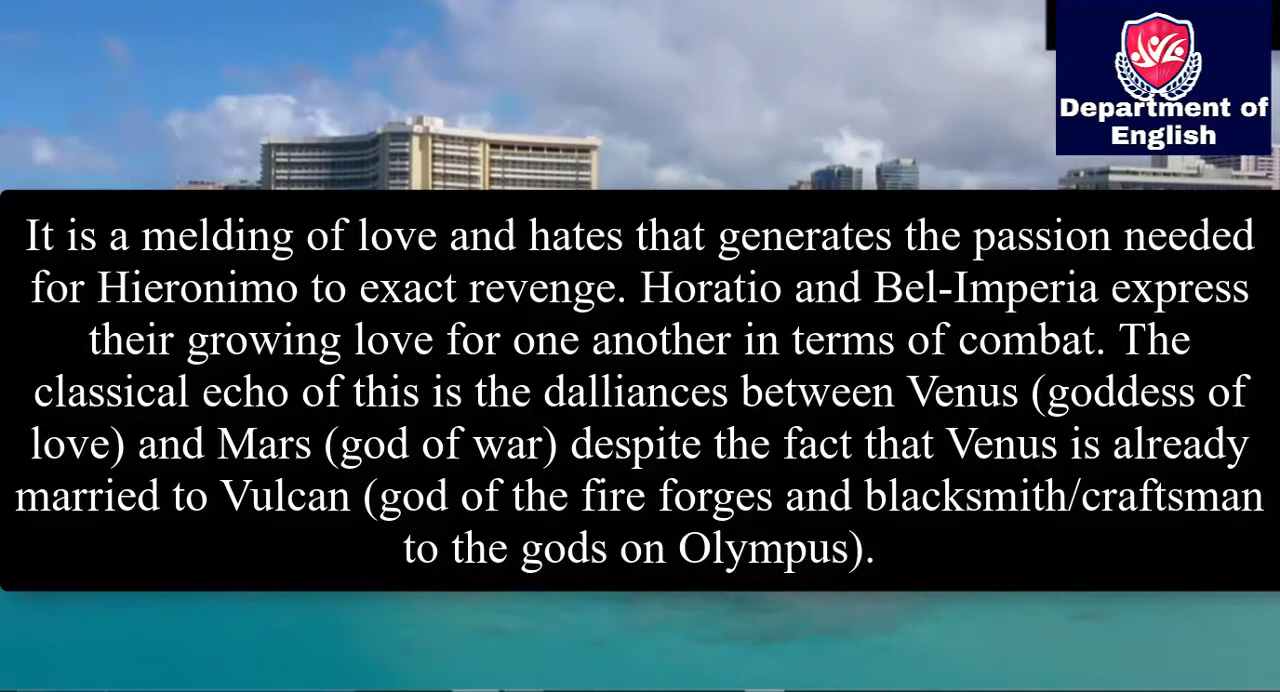 Department of
English
It is a melding of love and hates that generates the passion needed
for Hieronimo to exact revenge. Horatio and Bel-Imperia express
their growing love for one another in terms of combat. The
classical echo of this is the dalliances between Venus (goddess of
love) and Mars (god of war) despite the fact that Venus is already
married to Vulcan (god of the fire forges and blacksmith/craftsman
to the gods on Olympus).